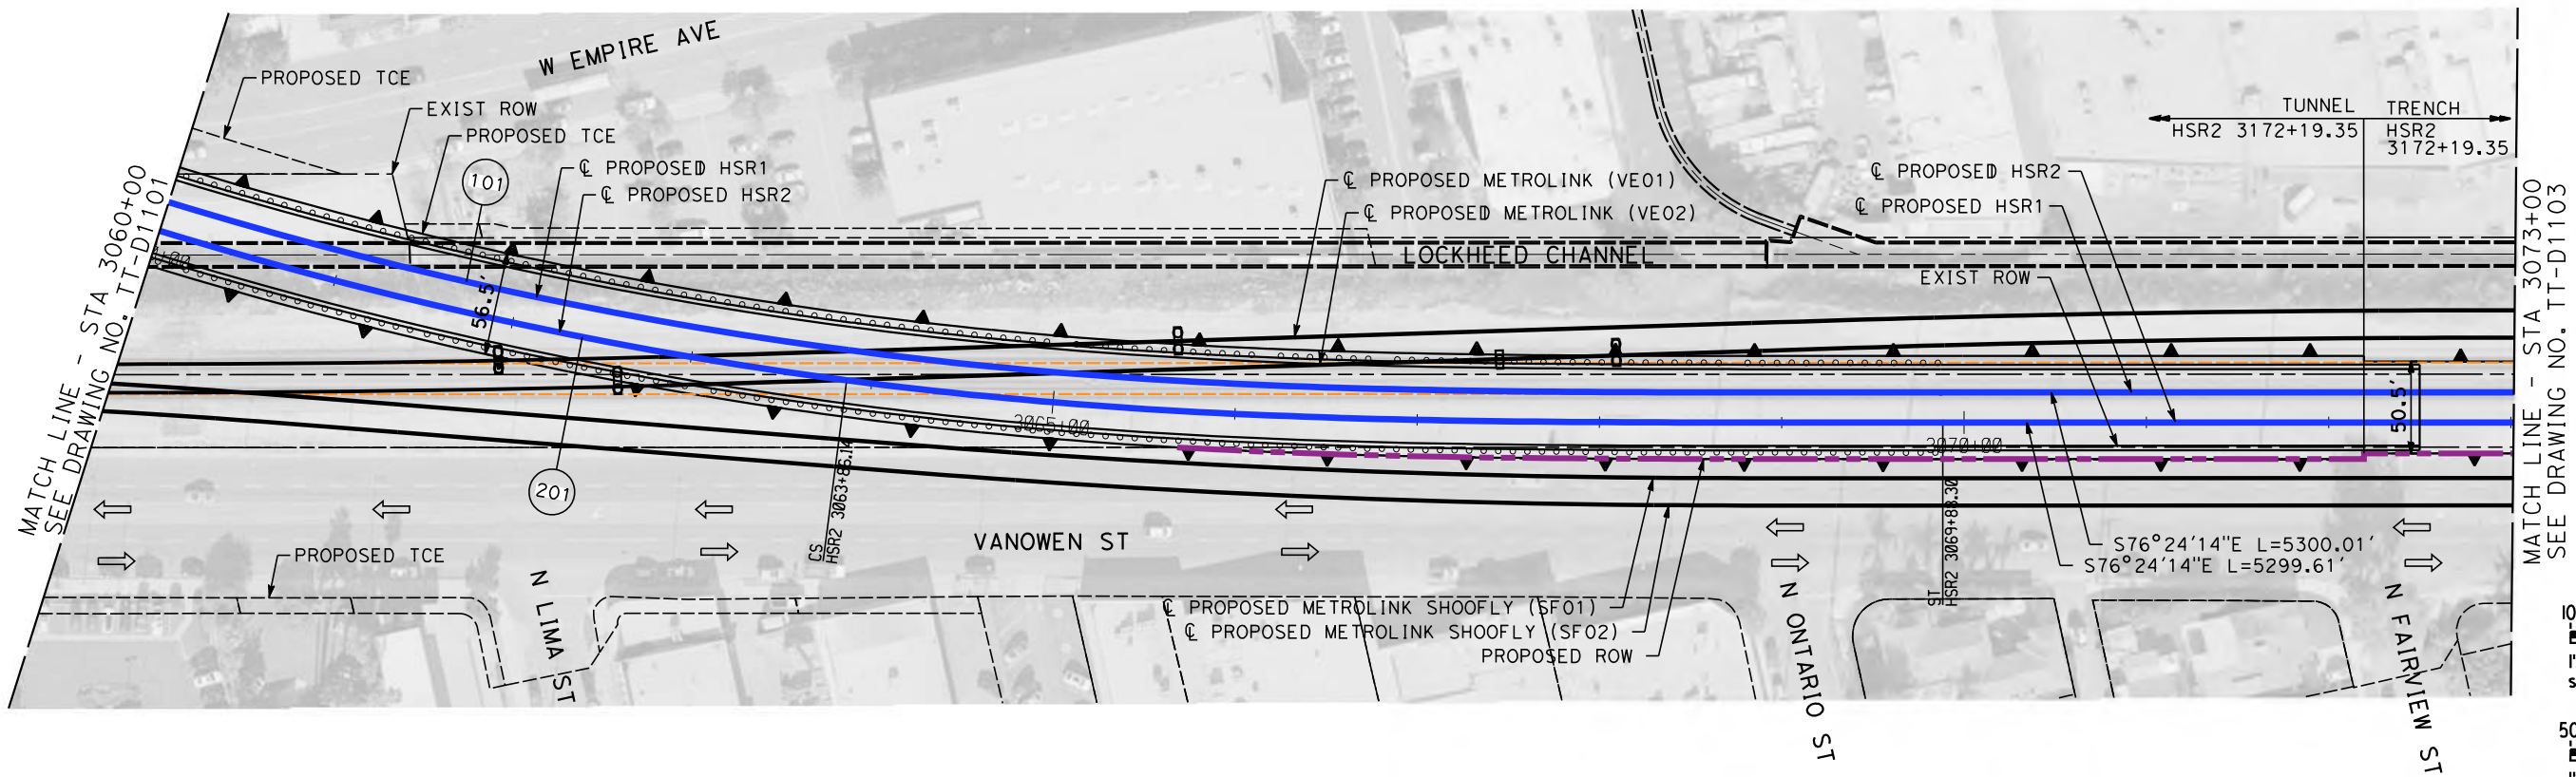 W EMPIRE AVE
PROPOSED TCE
EXIST ROW
PROPOSED TCE
℄ PROPOSED HSR1
℄ PROPOSED HSR2
101
56.5'
201
MATCH LINE - STA 3060+00
SEE DRAWING NO. TT-D1101
℄ PROPOSED METROLINK (VE01)
℄ PROPOSED METROLINK (VE02)
LOCKHEED CHANNEL
℄ PROPOSED HSR2
℄ PROPOSED HSR1
EXIST ROW
TUNNEL
HSR2 3172+19.35
TRENCH
HSR2
3172+19.35
50.5'
MATCH LINE - STA 3073+00
SEE DRAWING NO. TT-D1103
3065+00
3070+00
CS
HSR2 3063+86.14
ST
HSR2 3069+88.30
VANOWEN ST
PROPOSED TCE
N LIMA ST
℄ PROPOSED METROLINK SHOOFLY (SF01)
℄ PROPOSED METROLINK SHOOFLY (SF02)
PROPOSED ROW
S76°24'14"E L=5300.01'
S76°24'14"E L=5299.61'
N ONTARIO ST
N FAIRVIEW ST